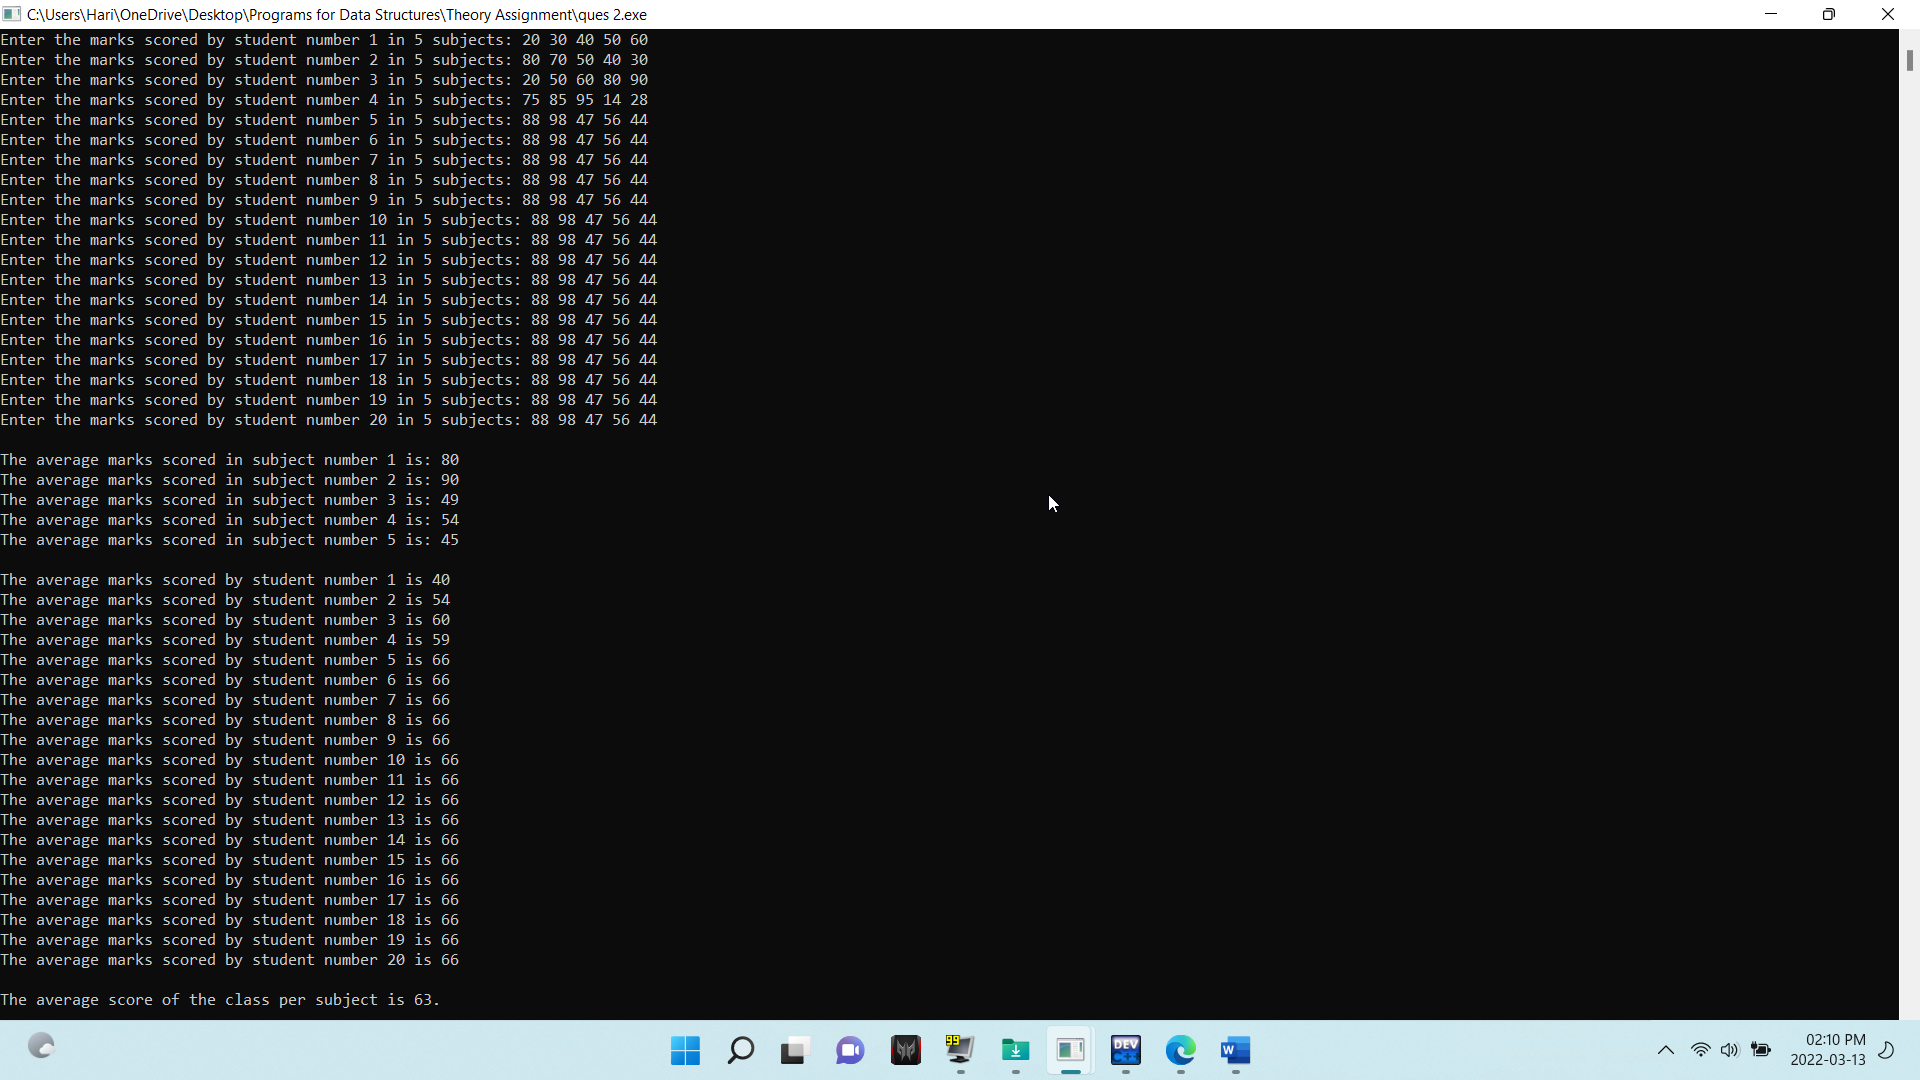 C:\Users\Hari\OneDrive\Desktop\Programs for Data Structures\Theory Assignment\ques 2.exe
Enter the marks scored by student number 1 in 5 subjects: 20 30 40 50 60
Enter the marks scored by student number 2 in 5 subjects: 80 70 50 40 30
Enter the marks scored by student number 3 in 5 subjects: 20 50 60 80 90
Enter the marks scored by student number 4 in 5 subjects: 75 85 95 14 28
Enter the marks scored by student number 5 in 5 subjects: 88 98 47 56 44
Enter the marks scored by student number 6 in 5 subjects: 88 98 47 56 44
Enter the marks scored by student number 7 in 5 subjects: 88 98 47 56 44
Enter the marks scored by student number 8 in 5 subjects: 88 98 47 56 44
Enter the marks scored by student number 9 in 5 subjects: 88 98 47 56 44
Enter the marks scored by student number 10 in 5 subjects: 88 98 47 56 44
Enter the marks scored by student number 11 in 5 subjects: 88 98 47 56 44
Enter the marks scored by student number 12 in 5 subjects: 88 98 47 56 44
Enter the marks scored by student number 13 in 5 subjects: 88 98 47 56 44
Enter the marks scored by student number 14 in 5 subjects: 88 98 47 56 44
Enter the marks scored by student number 15 in 5 subjects: 88 98 47 56 44
Enter the marks scored by student number 16 in 5 subjects: 88 98 47 56 44
Enter the marks scored by student number 17 in 5 subjects: 88 98 47 56 44
Enter the marks scored by student number 18 in 5 subjects: 88 98 47 56 44
Enter the marks scored by student number 19 in 5 subjects: 88 98 47 56 44
Enter the marks scored by student number 20 in 5 subjects: 88 98 47 56 44
The average marks scored in subject number 1 is: 80
The average marks scored in subject number 2 is: 90
The average marks scored in subject number 3 is: 49
The average marks scored in subject number 4 is: 54
The average marks scored in subject number 5 is: 45
The average marks scored by student number 1 is 40
The average marks scored by student number 2 is 54
The average marks scored by student number 3 is 60
The average marks scored by student number 4 is 59
The average marks scored by student number 5 is 66
The average marks scored by student number 6 is 66
The average marks scored by student number 7 is 66
The average marks scored by student number 8 is 66
The average marks scored by student number 9 is 66
The average marks scored by student number 10 is 66
The average marks scored by student number 11 is 66
The average marks scored by student number 12 is 66
The average marks scored by student number 13 is 66
The average marks scored by student number 14 is 66
The average marks scored by student number 15 is 66
The average marks scored by student number 16 is 66
The average marks scored by student number 17 is 66
The average marks scored by student number 18 is 66
The average marks scored by student number 19 is 66
The average marks scored by student number 20 is 66
The average score of the class per subject is 63.
99
DEV
C++
W
02:10 PM
2022-03-13